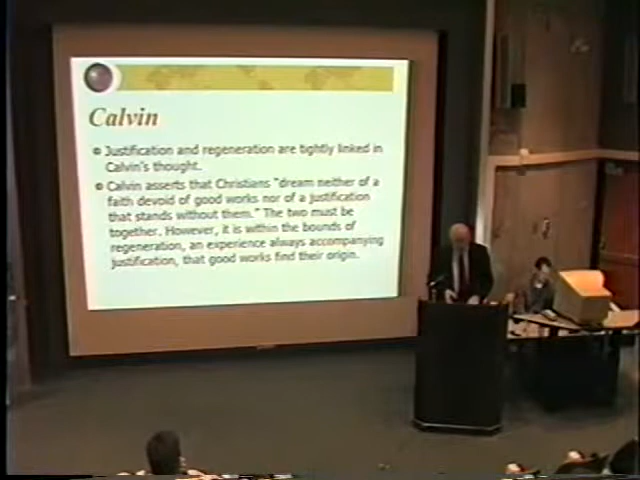 Calvin
Justification and regeneration are tightly linked in
Calvin's thought.
Calvin asserts that Christians "dream neither of a
faith devoid of good works nor of a justification
that stands without them." The two must be
together. However, it is within the bounds of
regeneration, an experience always accompanying
justification, that good works find their origin.